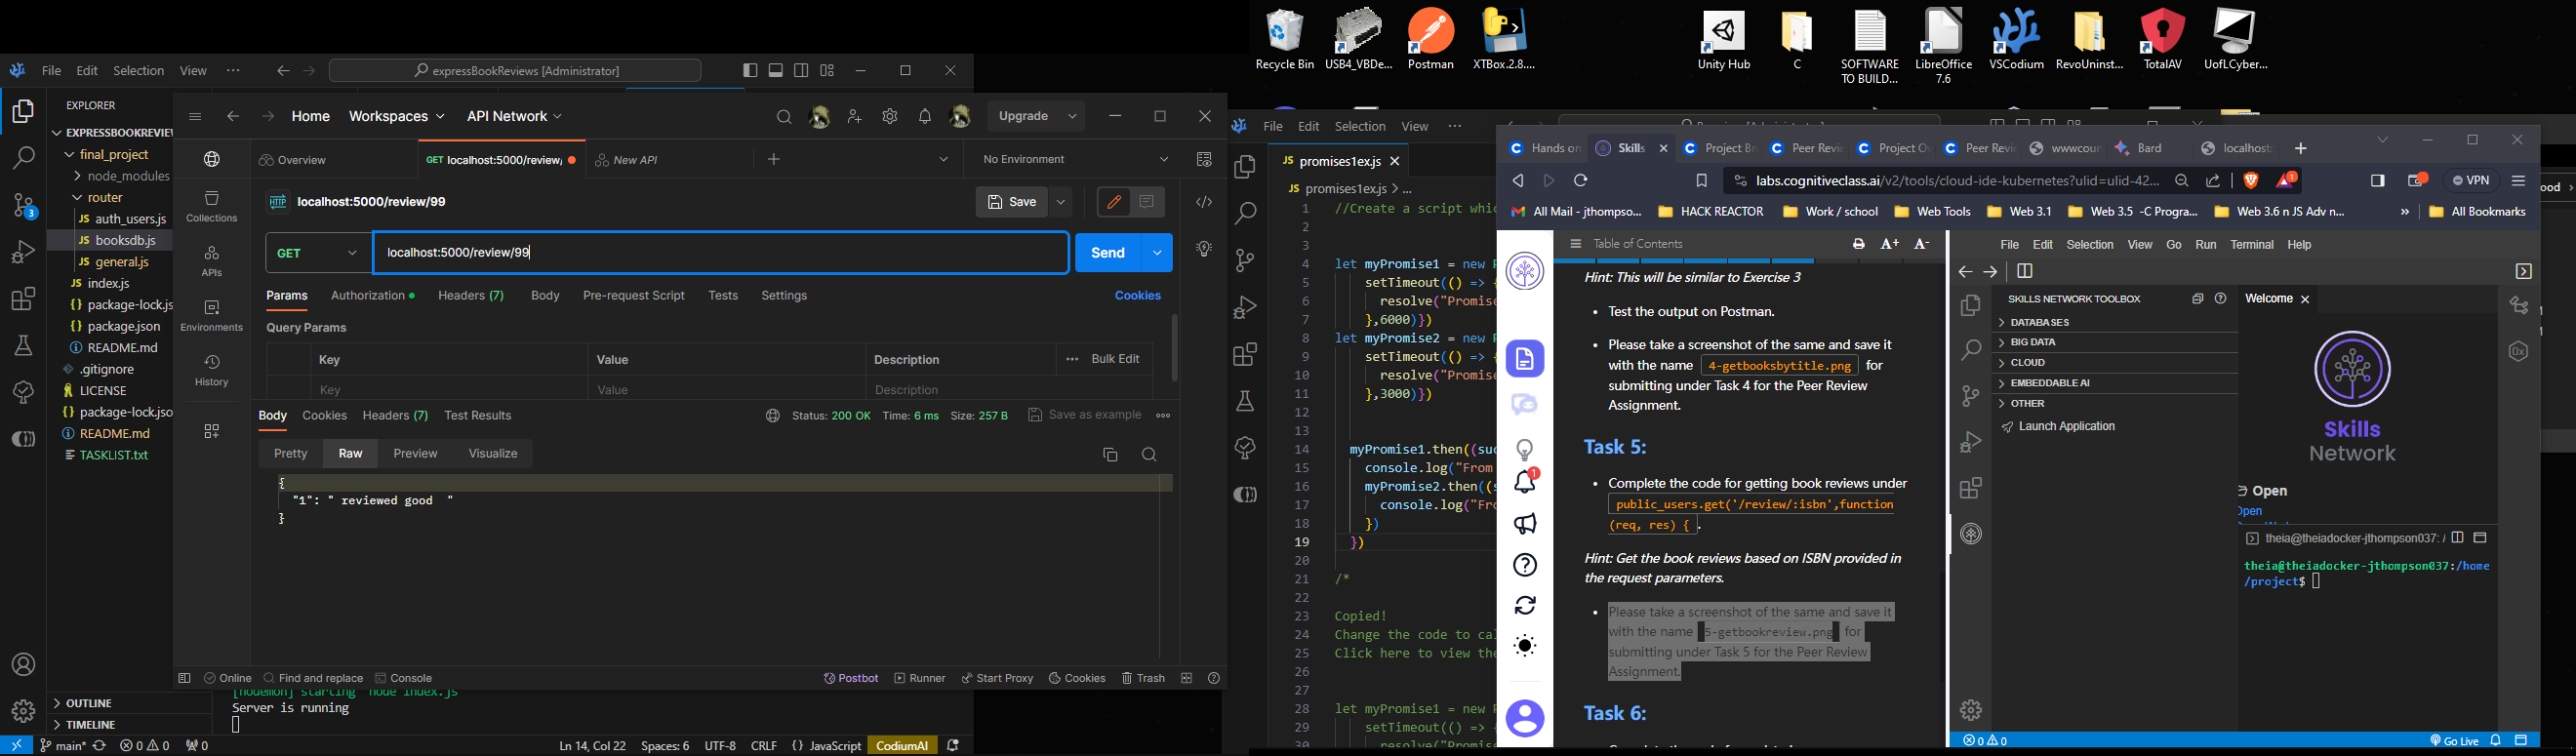 Recycle Bin
USB4_VBDe...
Postman
XTBox.2.8....
Unity Hub
C
SOFTWARE TO BUILD...
LibreOffice 7.6
VSCodium
RevoUninst...
TotalAV
UofLCyber...
File Edit Selection View ...
expressBookReviews [Administrator]
EXPLORER
EXPRESSBOOKREVIEW
final_project
node_modules
router
auth_users.js
booksdb.js
general.js
index.js
package-lock.js
package.json
README.md
.gitignore
LICENSE
package-lock.jso
README.md
TASKLIST.txt
OUTLINE
TIMELINE
Home Workspaces API Network Upgrade
Overview
GET localhost:5000/review/
New API
No Environment
Collections
APIs
Environments
History
HTTP localhost:5000/review/99
Save
GET localhost:5000/review/99 Send
Params Authorization Headers (7) Body Pre-request Script Tests Settings Cookies
Query Params
Key Value Description ... Bulk Edit
Key Value Description
Body Cookies Headers (7) Test Results Status: 200 OK Time: 6 ms Size: 257 B Save as example
Pretty Raw Preview Visualize
{
"1": " reviewed good  "
}
Online Find and replace Console Postbot Runner Start Proxy Cookies Trash
[nodemon] starting `node index.js`
Server is running
main* 0 0 0 Ln 14, Col 22 Spaces: 6 UTF-8 CRLF {} JavaScript CodiumAI
File Edit Selection View ...
promises1ex.js
promises1ex.js > ...
1 //Create a script whic
2
3
4 let myPromise1 = new P
5 setTimeout(() => {
6 resolve("Promise
7 },6000)})
8 let myPromise2 = new P
9 setTimeout(() => {
10 resolve("Promise
11 },3000)})
12
13
14 myPromise1.then((suc
15 console.log("From
16 myPromise2.then((s
17 console.log("Fro
18 })
19 })
20
21 /*
22
23 Copied!
24 Change the code to cal
25 Click here to view the
26
27
28 let myPromise1 = new P
29 setTimeout(() => {
30 resolve("Promise
Hands on
Skills
Project Br
Peer Revie
Project Ov
Peer Revie
wwwcour
Bard
localhost:
labs.cognitiveclass.ai/v2/tools/cloud-ide-kubernetes?ulid=ulid-42...
VPN
All Mail - jthompso...
HACK REACTOR
Work / school
Web Tools
Web 3.1
Web 3.5 -C Progra...
Web 3.6 n JS Adv n...
All Bookmarks
Table of Contents A+ A-
Hint: This will be similar to Exercise 3
• Test the output on Postman.
• Please take a screenshot of the same and save it
with the name 4-getbooksbytitle.png for
submitting under Task 4 for the Peer Review
Assignment.
Task 5:
• Complete the code for getting book reviews under
public_users.get('/review/:isbn',function
(req, res) { .
Hint: Get the book reviews based on ISBN provided in
the request parameters.
• Please take a screenshot of the same and save it
with the name 5-getbookreview.png for
submitting under Task 5 for the Peer Review
Assignment.
Task 6:
File Edit Selection View Go Run Terminal Help
SKILLS NETWORK TOOLBOX
DATABASES
BIG DATA
CLOUD
EMBEDDABLE AI
OTHER
Launch Application
Welcome
Skills
Network
Open
Open
theia@theiadocker-jthompson037: /
theia@theiadocker-jthompson037:/home
/project$
0 0 Go Live